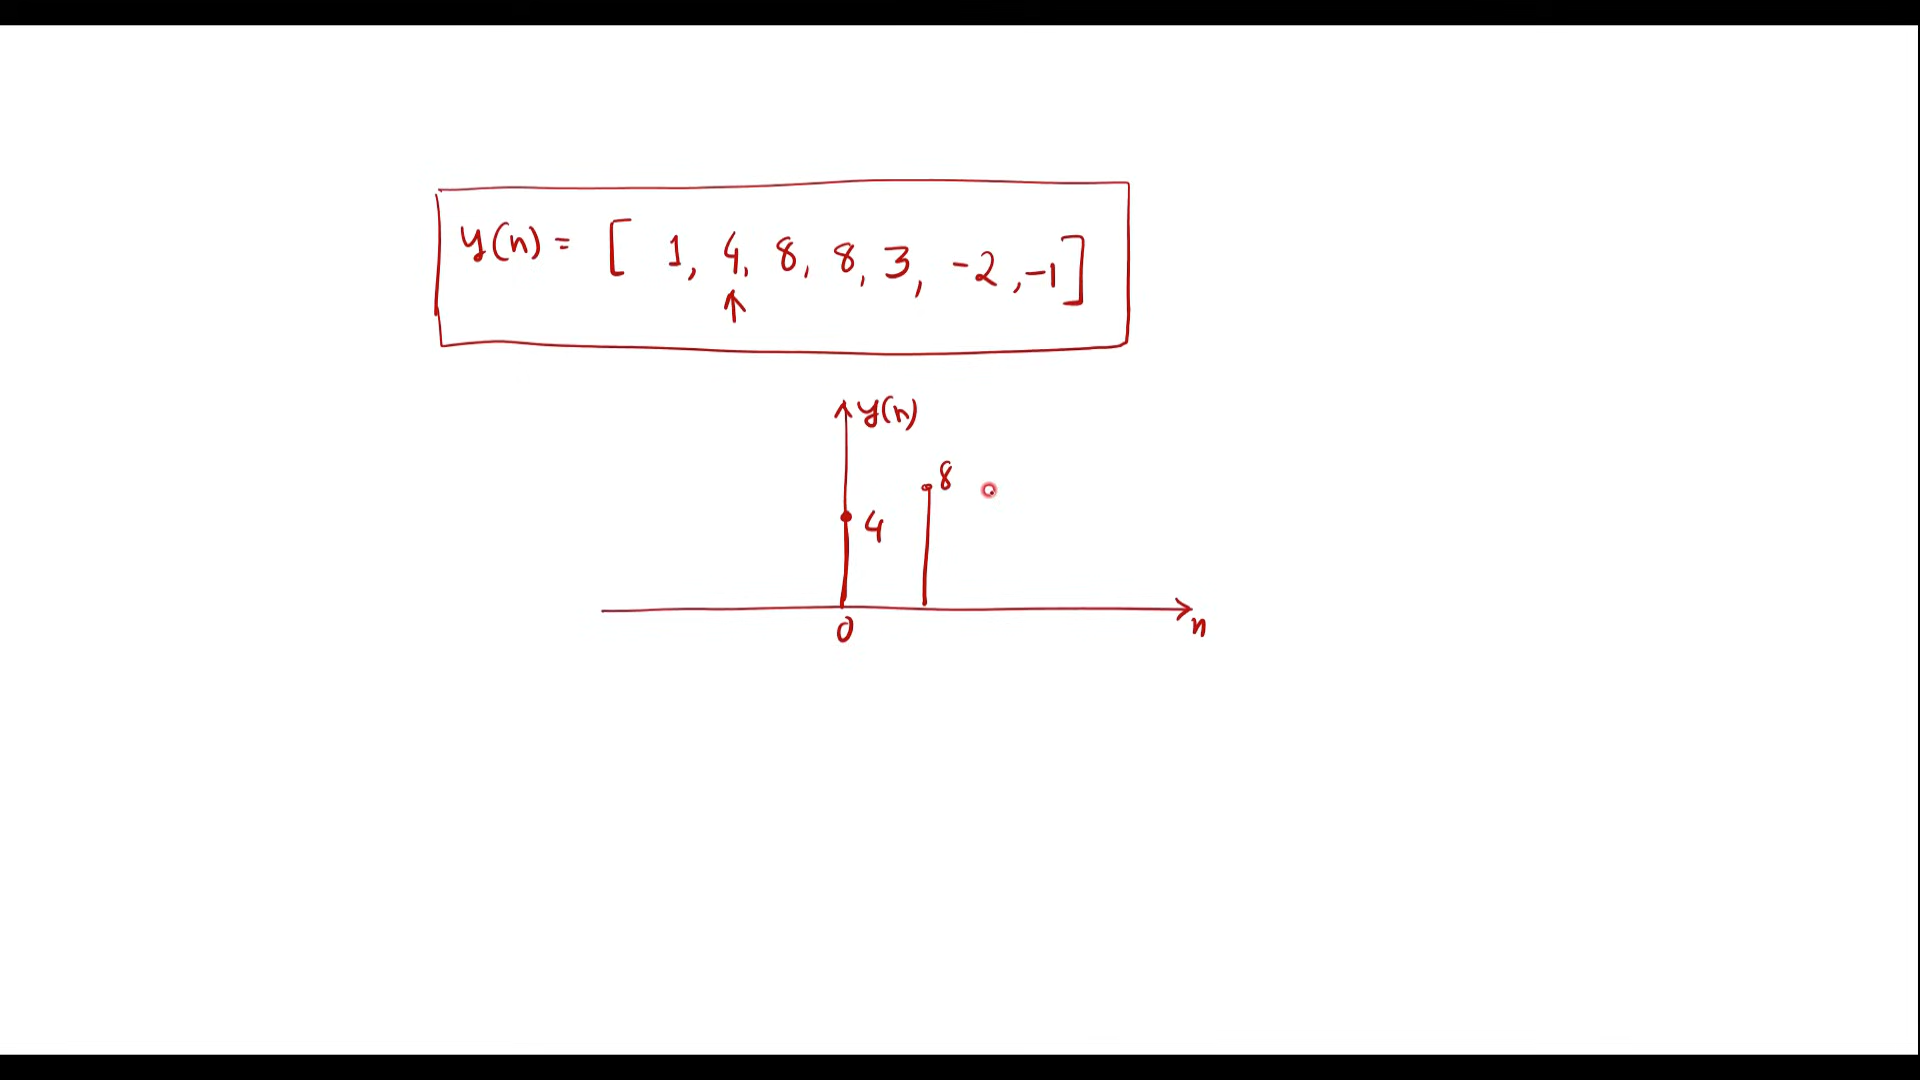 y(n) = [ 1, 4, 8, 8, 3, -2, -1]
↑
y(n)
8
4
0
n